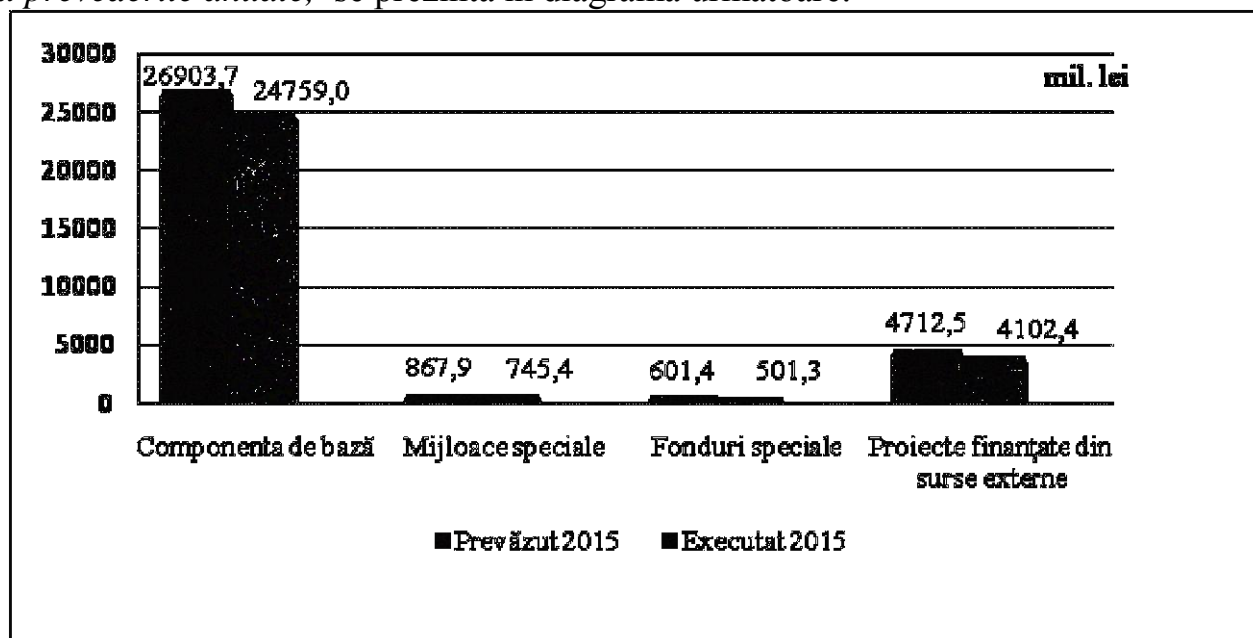 prevederile anuale, se prezintă în diagrama următoare:
30000
26903,7
mil. lei
24759,0
25000
20000
15000
10000
5000
4712,5
4102,4
867,9
745,4
601,4
501,3
0
Componenta de bază
Mijloace speciale
Fonduri speciale
Proiecte finanțate din
surse externe
■Prevăzut 2015
■Executat 2015